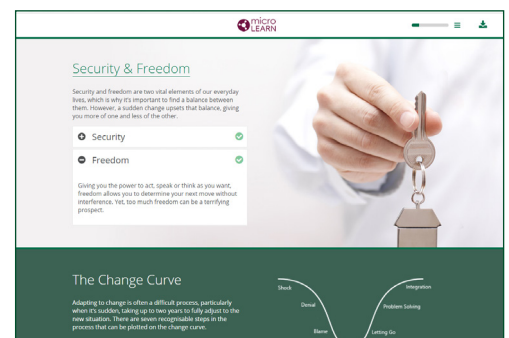 micro
LEARN
Security & Freedom
Security and freedom are two vital elements of our everyday
lives, which is why it's important to find a balance between
them. However, a sudden change upsets that balance, giving
you more of one and less of the other.
Security
Freedom
Giving you the power to act, speak or think as you want,
freedom allows you to determine your next move without
interference. Yet, too much freedom can be a terrifying
prospect.
The Change Curve
Adapting to change is often a difficult process, particularly
when it's sudden, taking up to two years to fully adjust to the
new situation. There are seven recognisable steps in the
process that can be plotted on the change curve.
Shock
Integration
Denial
Problem Solving
Blame
Letting Go